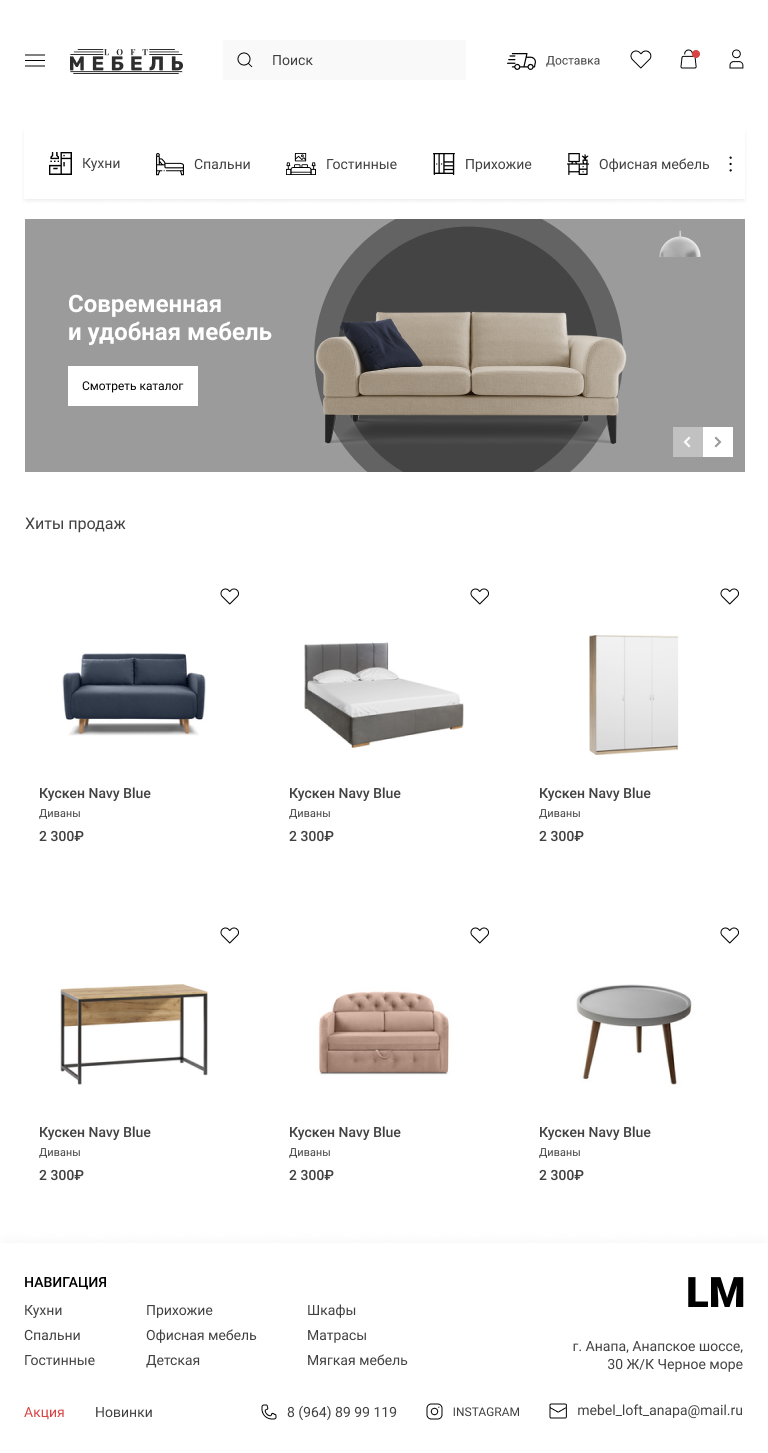 LOFT
МЕБЕЛЬ
Поиск
Доставка
Кухни
Спальни
Гостинные
Прихожие
Офисная мебель
Современная
и удобная мебель
Смотреть каталог
Хиты продаж
Кускен Navy Blue
Диваны
2 300₽
Кускен Navy Blue
Диваны
2 300₽
Кускен Navy Blue
Диваны
2 300₽
Кускен Navy Blue
Диваны
2 300₽
Кускен Navy Blue
Диваны
2 300₽
Кускен Navy Blue
Диваны
2 300₽
НАВИГАЦИЯ
Кухни
Спальни
Гостинные
Прихожие
Офисная мебель
Детская
Шкафы
Матрасы
Мягкая мебель
LM
г. Анапа, Анапское шоссе,
30 Ж/К Черное море
Акция
Новинки
8 (964) 89 99 119
INSTAGRAM
mebel_loft_anapa@mail.ru